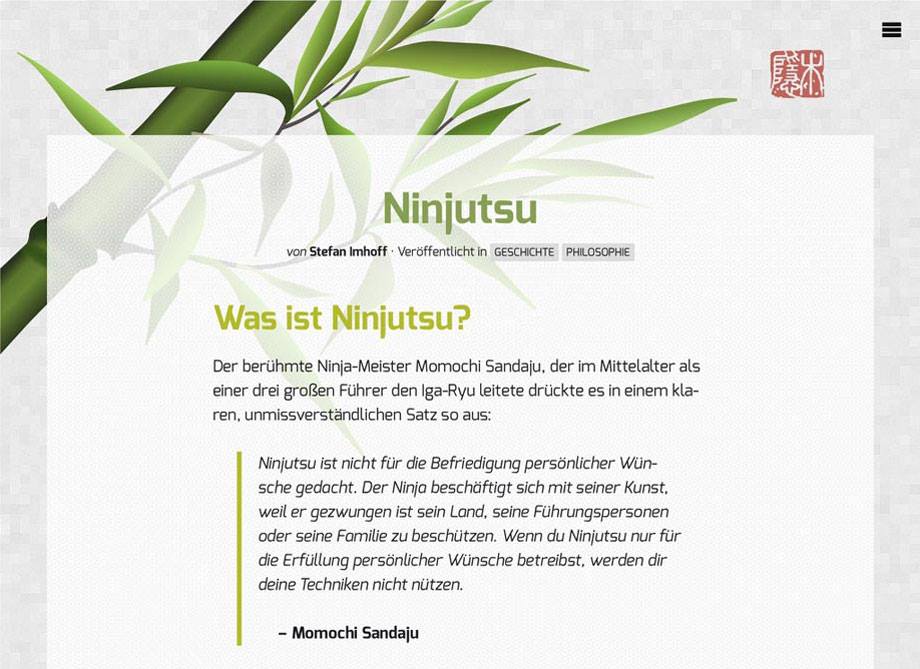 Ninjutsu
von Stefan Imhoff · Veröffentlicht in GESCHICHTE PHILOSOPHIE
Was ist Ninjutsu?
Der berühmte Ninja-Meister Momochi Sandaju, der im Mittelalter als
einer drei großen Führer den Iga-Ryu leitete drückte es in einem kla-
ren, unmissverständlichen Satz so aus:
Ninjutsu ist nicht für die Befriedigung persönlicher Wün-
sche gedacht. Der Ninja beschäftigt sich mit seiner Kunst,
weil er gezwungen ist sein Land, seine Führungspersonen
oder seine Familie zu beschützen. Wenn du Ninjutsu nur für
die Erfüllung persönlicher Wünsche betreibst, werden dir
deine Techniken nicht nützen.
– Momochi Sandaju